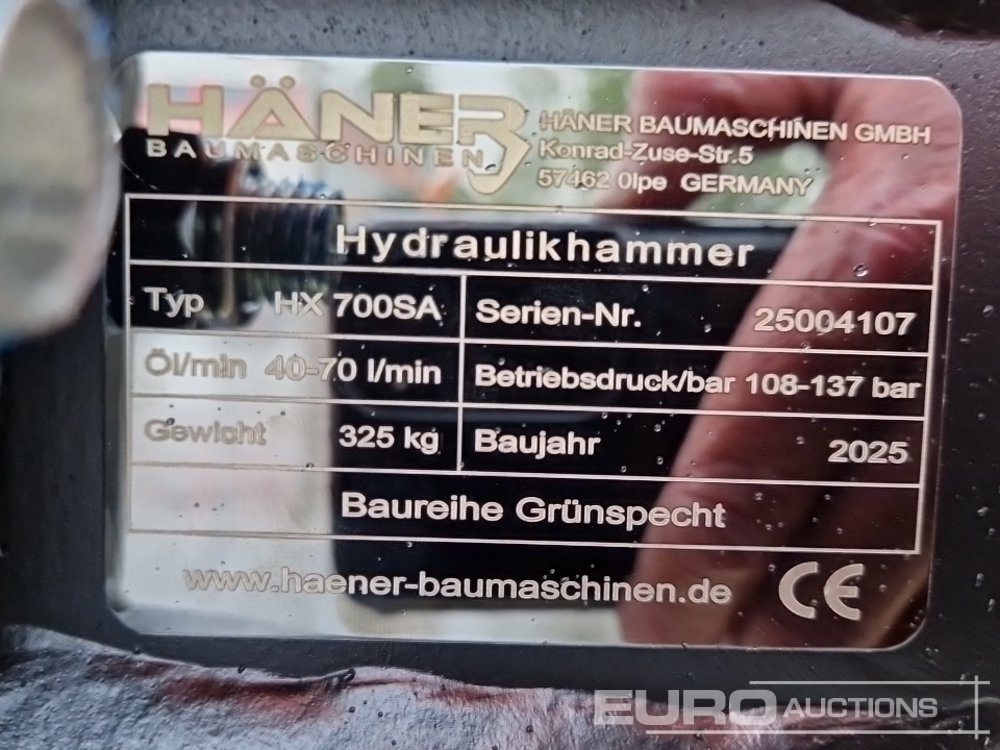 HÄNER
BAUMASCHINEN
HÄNER BAUMASCHINEN GMBH
Konrad-Zuse-Str.5
57462 Olpe GERMANY
Hydraulikhammer
Typ HX 700SA Serien-Nr. 25004107
Öl/min 40-70 l/min Betriebsdruck/bar 108-137 bar
Gewicht 325 kg Baujahr 2025
Baureihe Grünspecht
www.haener-baumaschinen.de CE
EURO AUCTIONS